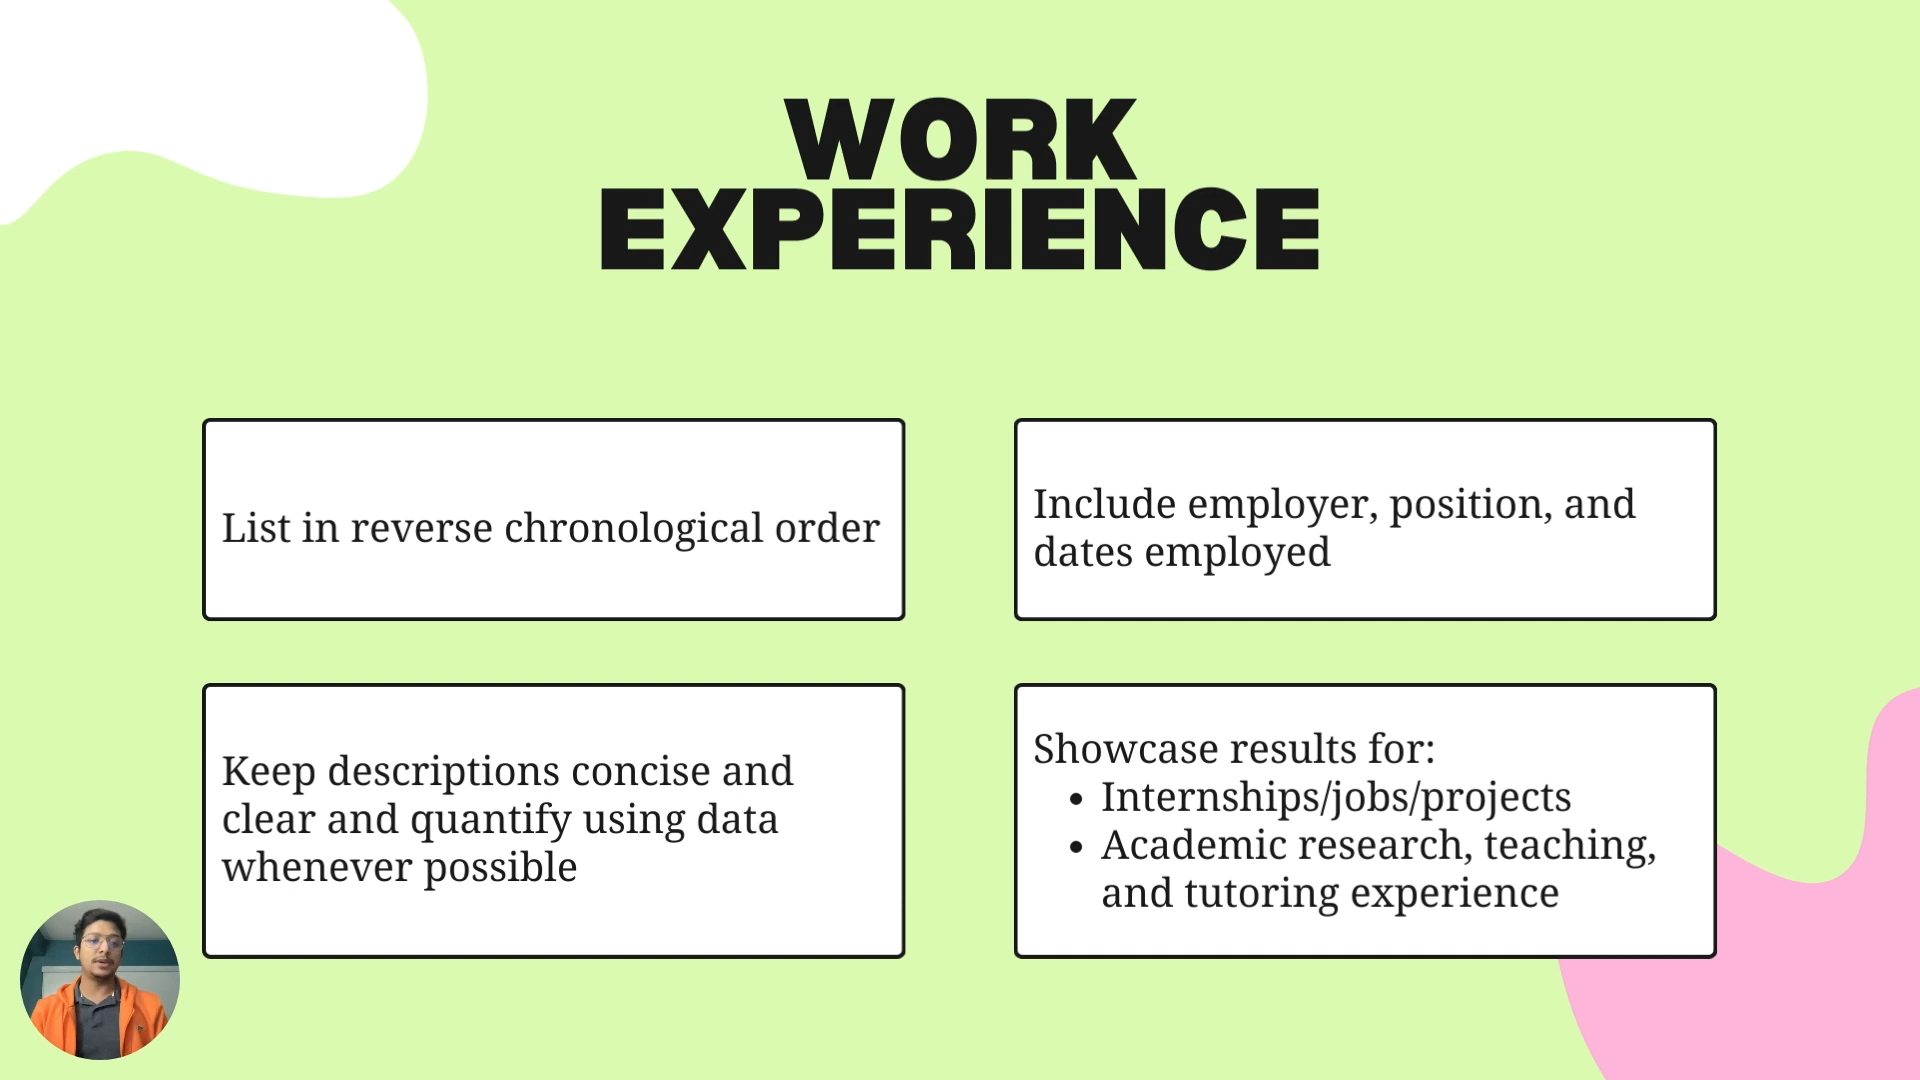 WORK
EXPERIENCE
List in reverse chronological order
Include employer, position, and
dates employed
Keep descriptions concise and
clear and quantify using data
whenever possible
Showcase results for:
• Internships/jobs/projects
• Academic research, teaching,
and tutoring experience